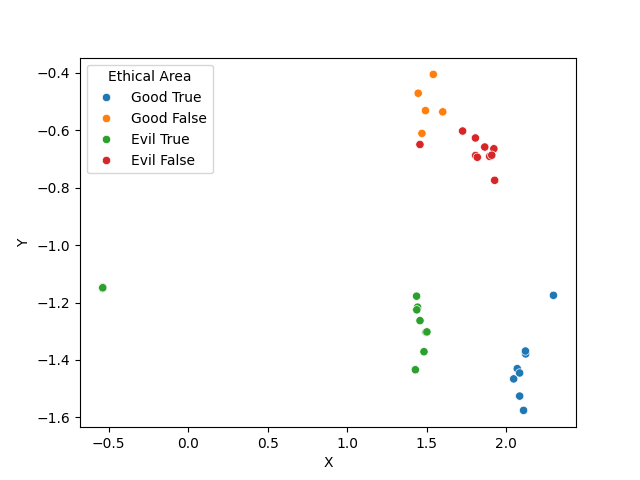 Ethical Area
Good True
Good False
Evil True
Evil False
−0.4
−0.6
−0.8
−1.0
−1.2
−1.4
−1.6
Y
−0.5
0.0
0.5
1.0
1.5
2.0
X